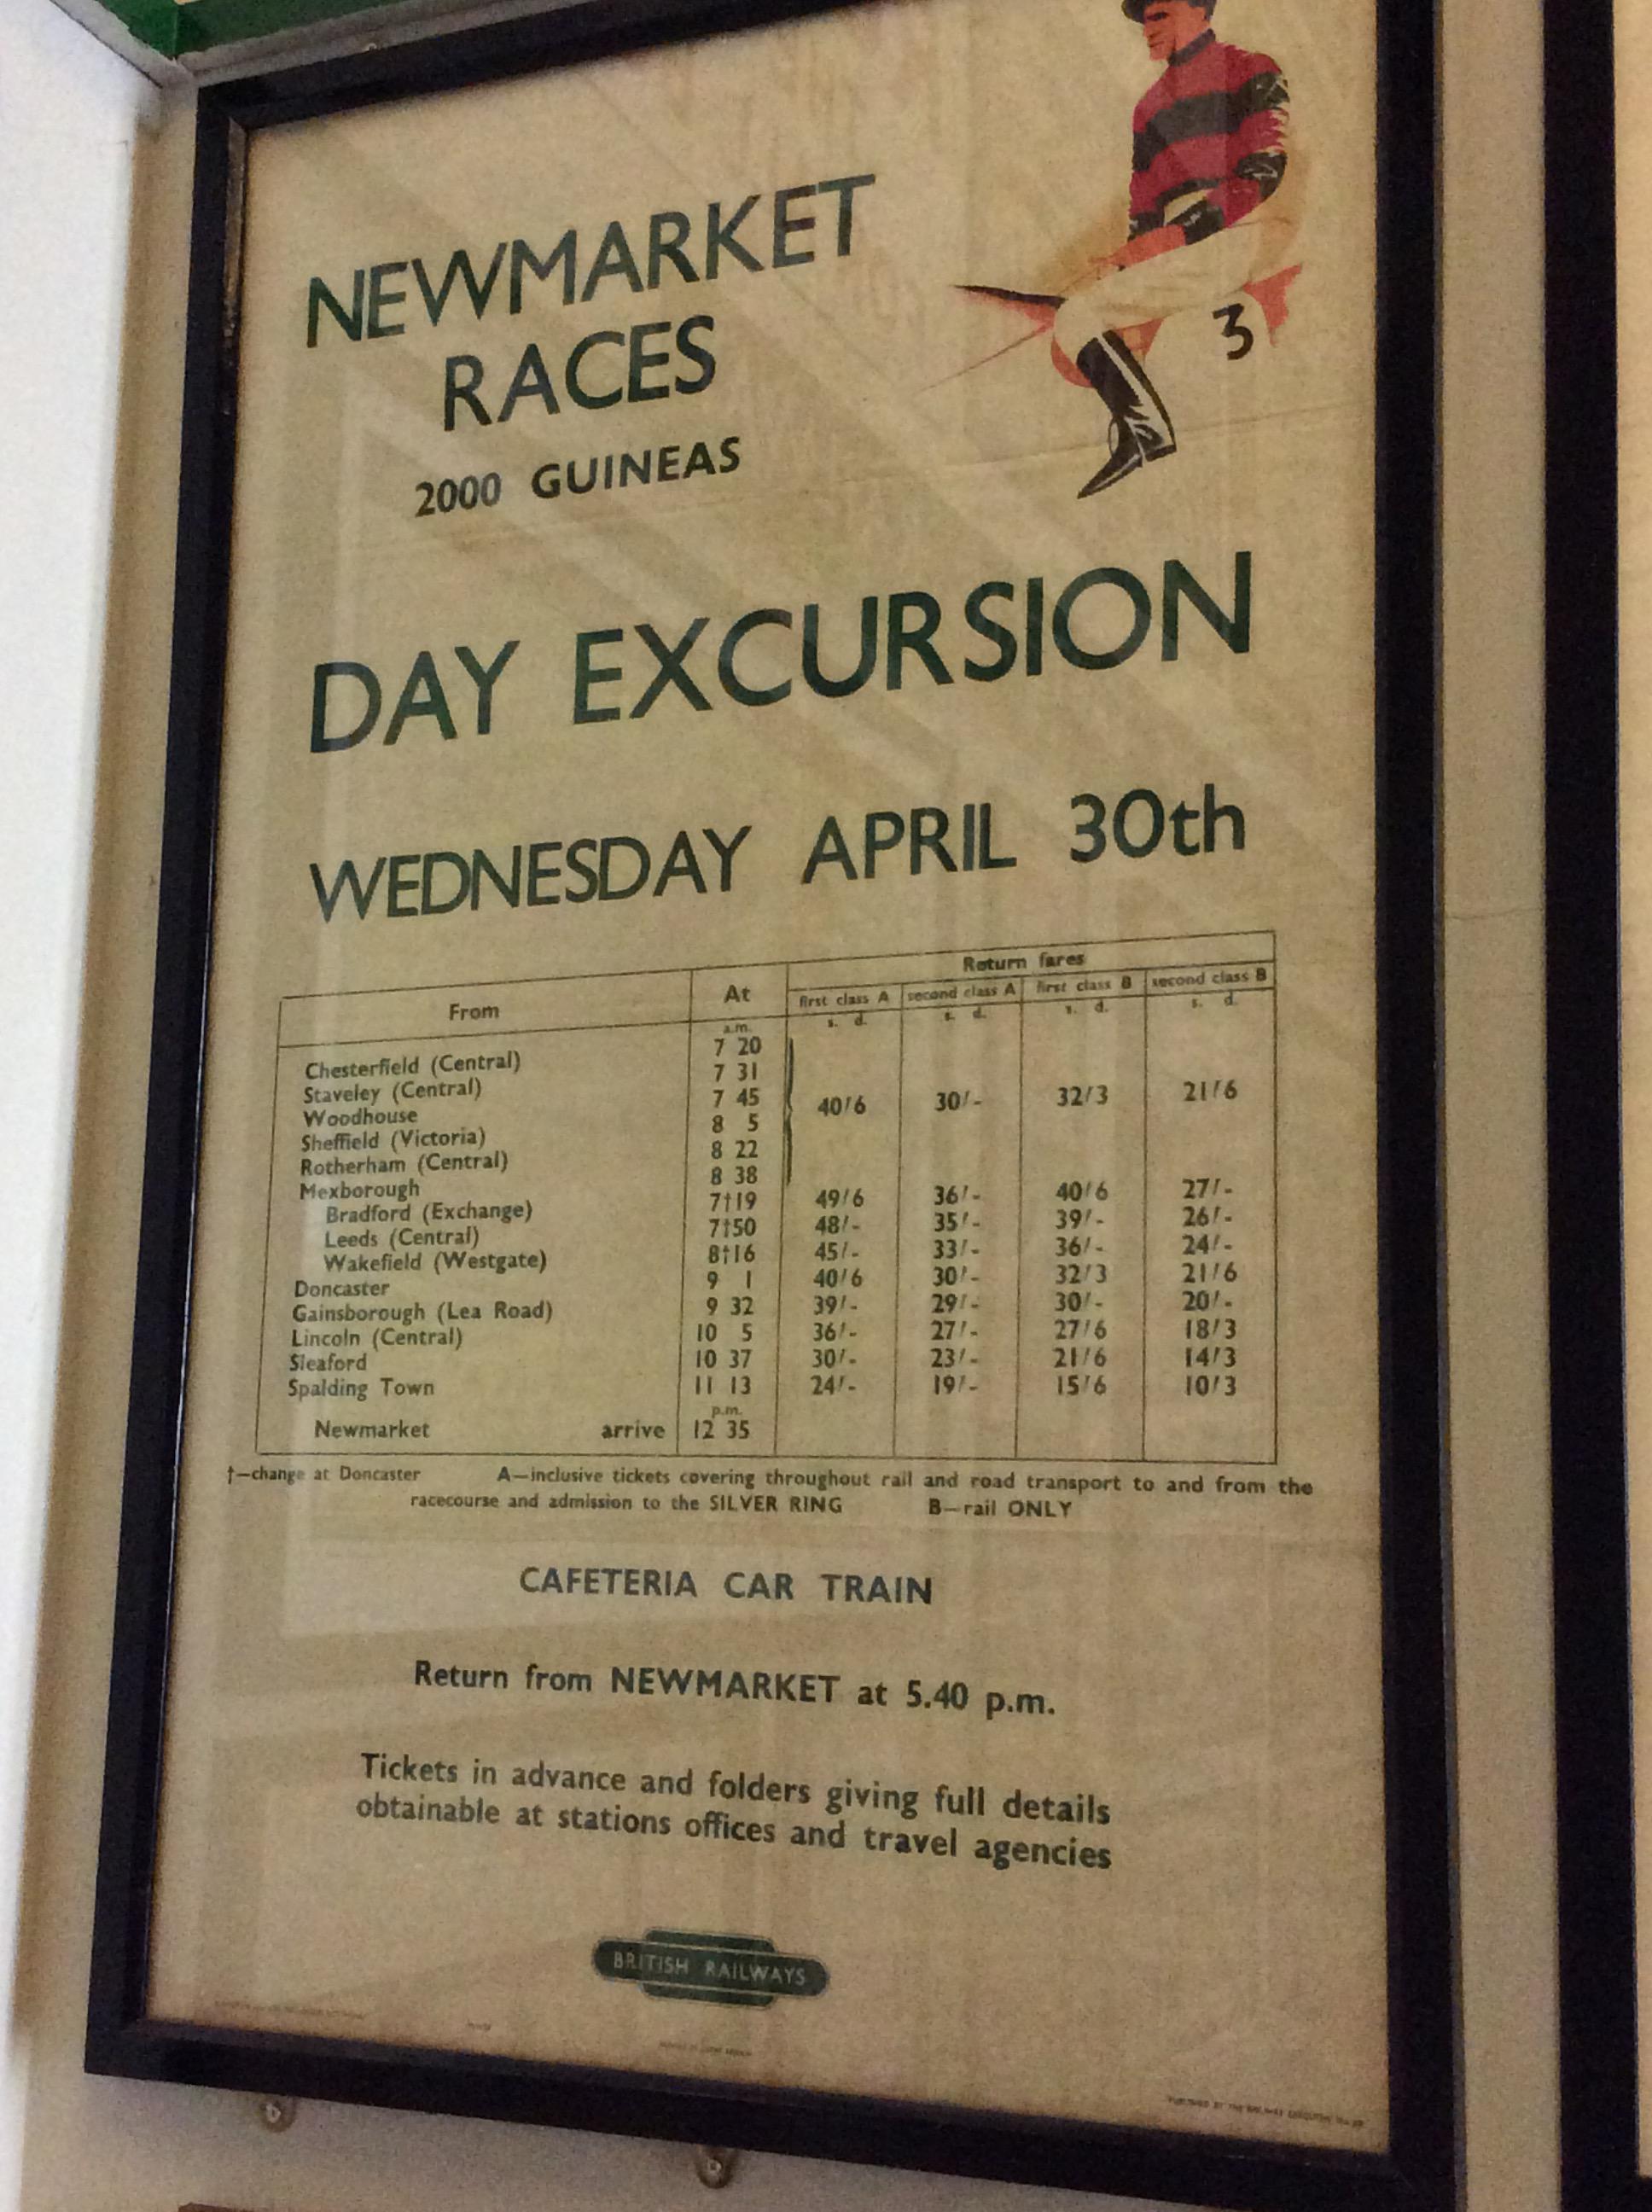 3
NEWMARKET
RACES
2000 GUINEAS
DAY EXCURSION
WEDNESDAY APRIL 30th
From At Return fares
first class A second class A first class B second class B
s. d. s. d. s. d. s. d.
a.m.
Chesterfield (Central) 7 20
Staveley (Central) 7 31
Woodhouse 7 45 40/6 30/- 32/3 21/6
Sheffield (Victoria) 8 5
Rotherham (Central) 8 22
Mexborough 8 38
Bradford (Exchange) 7†19 49/6 36/- 40/6 27/-
Leeds (Central) 7†50 48/- 35/- 39/- 26/-
Wakefield (Westgate) 8†16 45/- 33/- 36/- 24/-
Doncaster 9 1 40/6 30/- 32/3 21/6
Gainsborough (Lea Road) 9 32 39/- 29/- 30/- 20/-
Lincoln (Central) 10 5 36/- 27/- 27/6 18/3
Sleaford 10 37 30/- 23/- 21/6 14/3
Spalding Town 11 13 24/- 19/- 15/6 10/3
p.m.
Newmarket arrive 12 35
†—change at Doncaster A—inclusive tickets covering throughout rail and road transport to and from the
racecourse and admission to the SILVER RING B—rail ONLY
CAFETERIA CAR TRAIN
Return from NEWMARKET at 5.40 p.m.
Tickets in advance and folders giving full details
obtainable at stations offices and travel agencies
BRITISH RAILWAYS